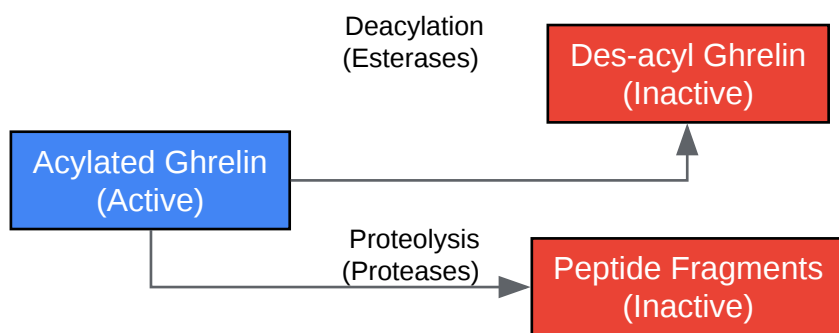 Deacylation
(Esterases)
Des-acyl Ghrelin
(Inactive)
Acylated Ghrelin
(Active)
Proteolysis
(Proteases)
Peptide Fragments
(Inactive)